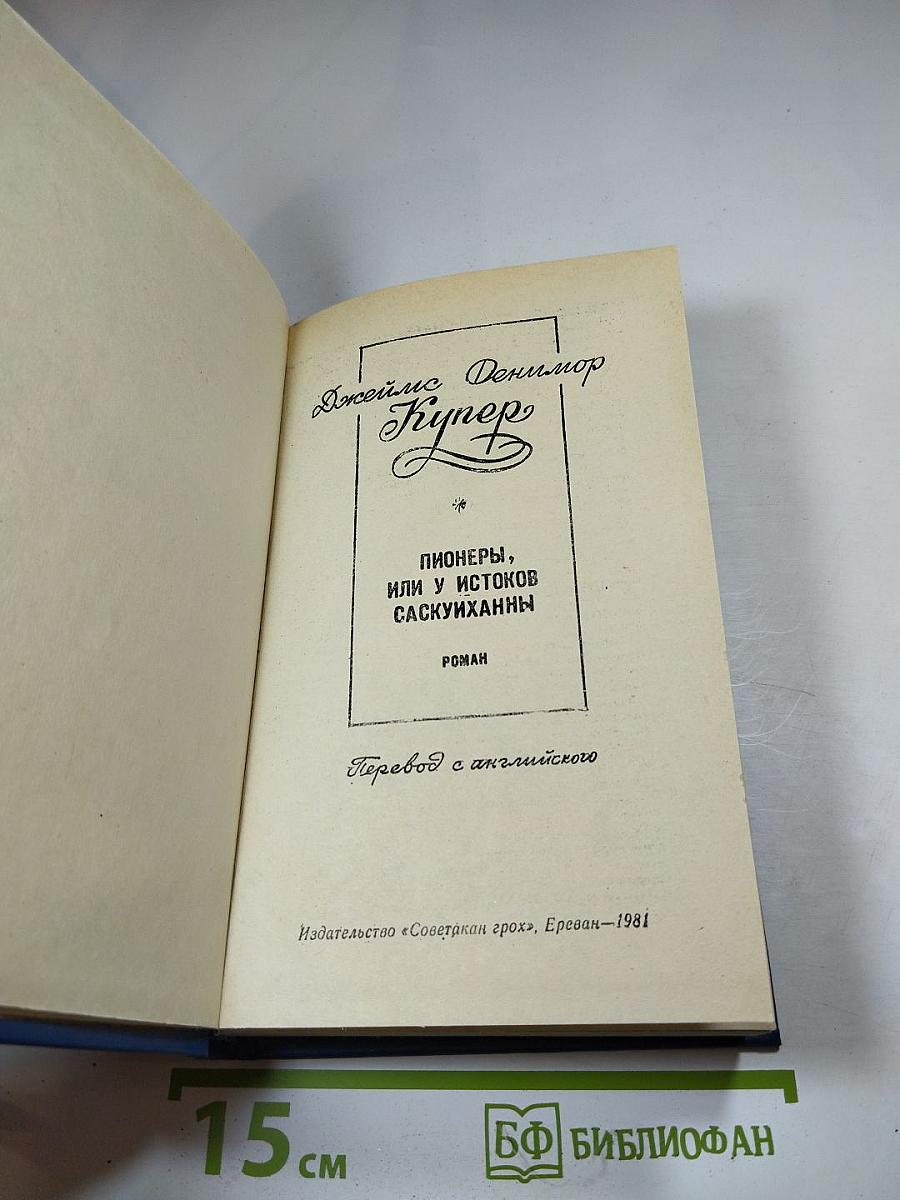 Джеймс Фенимор
Купер
ПИОНЕРЫ,
ИЛИ У ИСТОКОВ
САСКУИХАННЫ
РОМАН
Перевод с английского
Издательство «Советакан грох», Ереван—1981
15 см
БФ БИБЛИОФАН